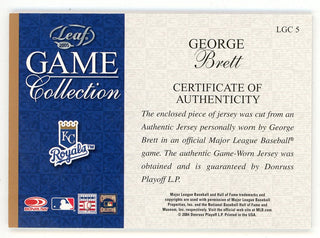 Leaf
2005
GAME
Collection
KC
Royals
DONRUSS
LGC 5
GEORGE
Brett
CERTIFICATE OF
AUTHENTICITY
The enclosed piece of jersey was cut from an
Authentic Jersey personally worn by George
Brett in an official Major League Baseball®
game. The authentic Game-Worn Jersey was
obtained and is guaranteed by Donruss
Playoff L.P.
Major League Baseball and Hall of Fame trademarks and
copyrights are used with permission of Major League Baseball
Properties, Inc. and the National Baseball Hall of Fame and
Museum, Inc. respectively. Visit the official web site at MLB.com
© 2004 Donruss Playoff L.P. Printed in the USA.